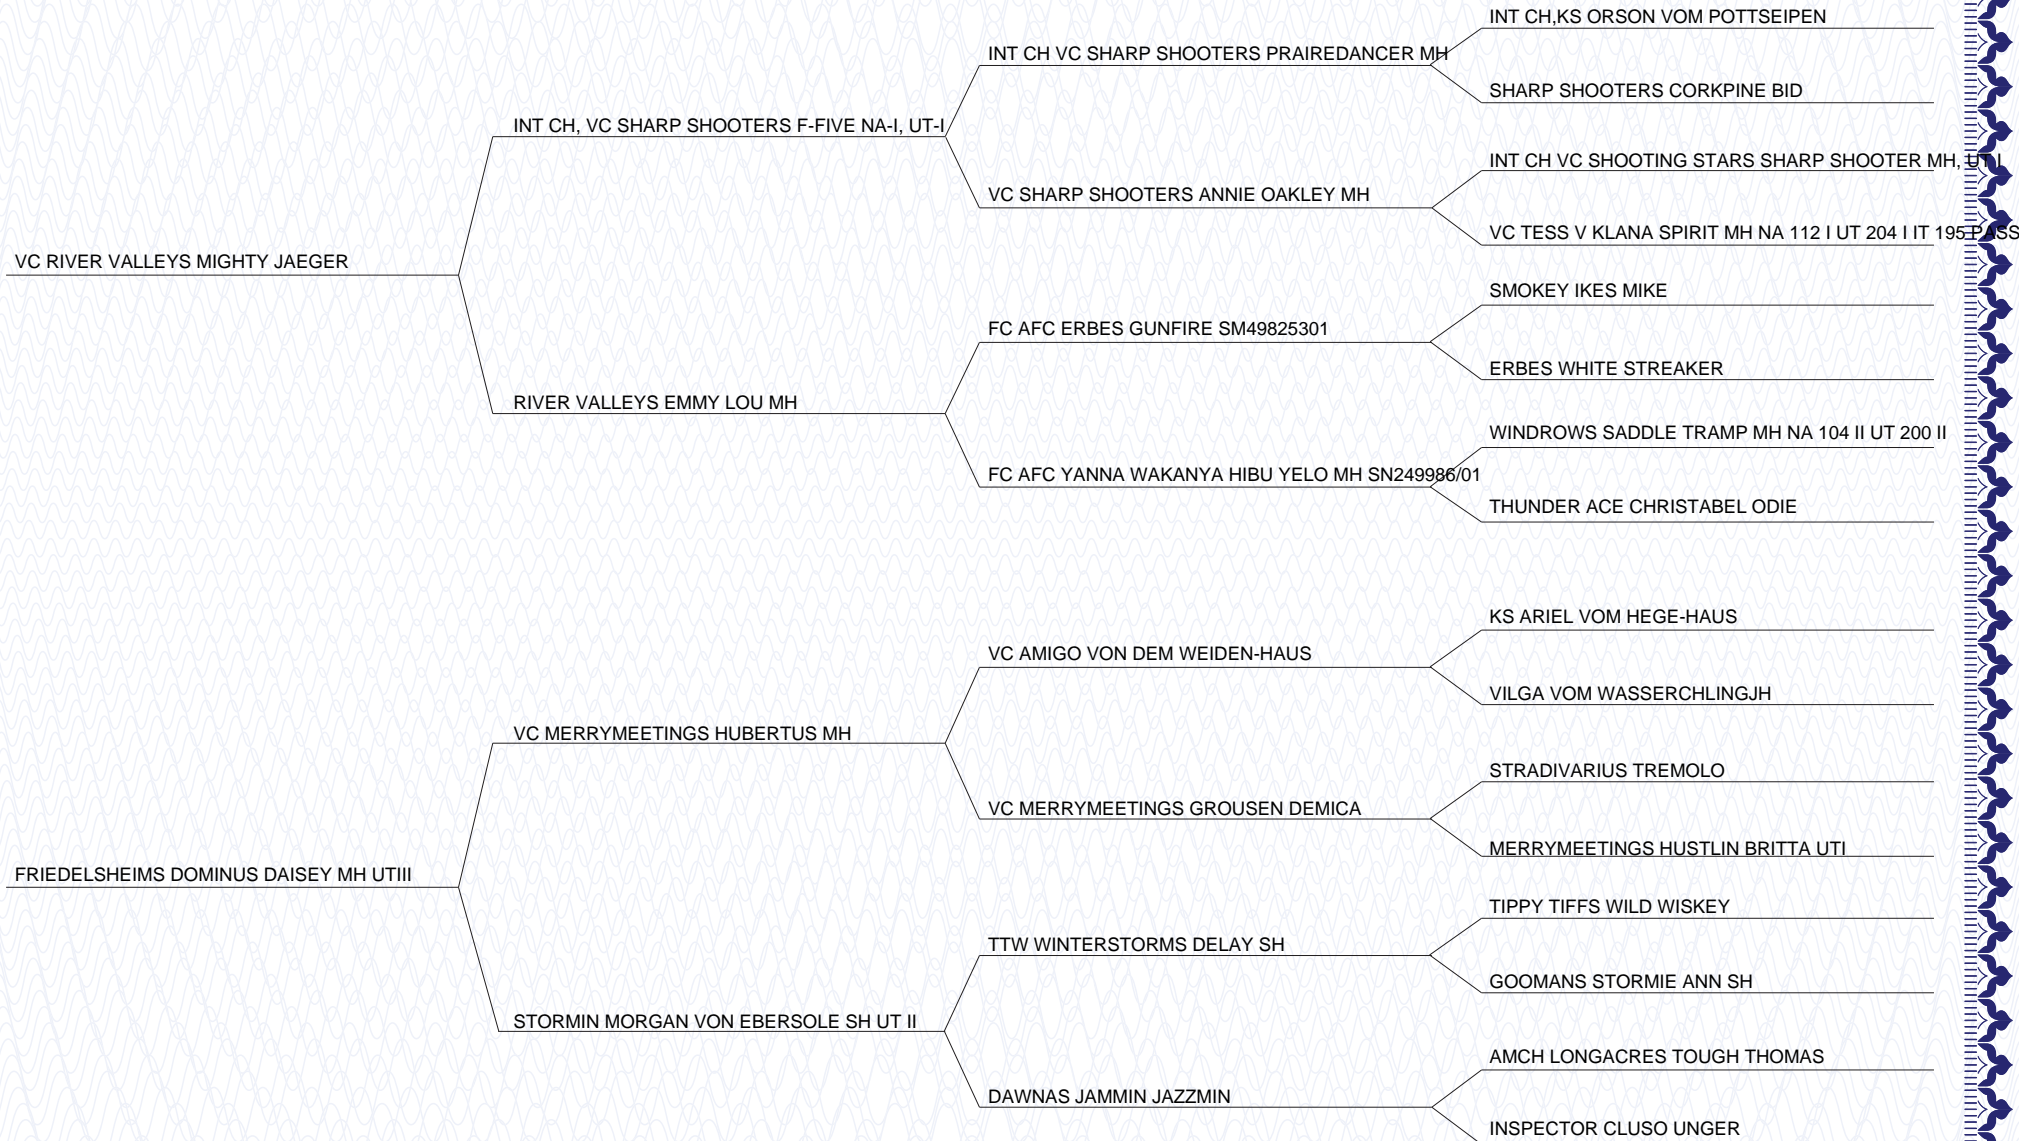 INT CH,KS ORSON VOM POTTSEIPEN
INT CH VC SHARP SHOOTERS PRAIREDANCER MH
SHARP SHOOTERS CORKPINE BID
INT CH, VC SHARP SHOOTERS F-FIVE NA-I, UT-I
INT CH VC SHOOTING STARS SHARP SHOOTER MH, UT I
VC SHARP SHOOTERS ANNIE OAKLEY MH
VC TESS V KLANA SPIRIT MH NA 112 I UT 204 I IT 195 PASS
VC RIVER VALLEYS MIGHTY JAEGER
SMOKEY IKES MIKE
FC AFC ERBES GUNFIRE SM49825301
ERBES WHITE STREAKER
RIVER VALLEYS EMMY LOU MH
WINDROWS SADDLE TRAMP MH NA 104 II UT 200 II
FC AFC YANNA WAKANYA HIBU YELO MH SN249986/01
THUNDER ACE CHRISTABEL ODIE
KS ARIEL VOM HEGE-HAUS
VC AMIGO VON DEM WEIDEN-HAUS
VILGA VOM WASSERCHLINGJH
VC MERRYMEETINGS HUBERTUS MH
STRADIVARIUS TREMOLO
VC MERRYMEETINGS GROUSEN DEMICA
MERRYMEETINGS HUSTLIN BRITTA UTI
FRIEDELSHEIMS DOMINUS DAISEY MH UTIII
TIPPY TIFFS WILD WISKEY
TTW WINTERSTORMS DELAY SH
GOOMANS STORMIE ANN SH
STORMIN MORGAN VON EBERSOLE SH UT II
AMCH LONGACRES TOUGH THOMAS
DAWNAS JAMMIN JAZZMIN
INSPECTOR CLUSO UNGER